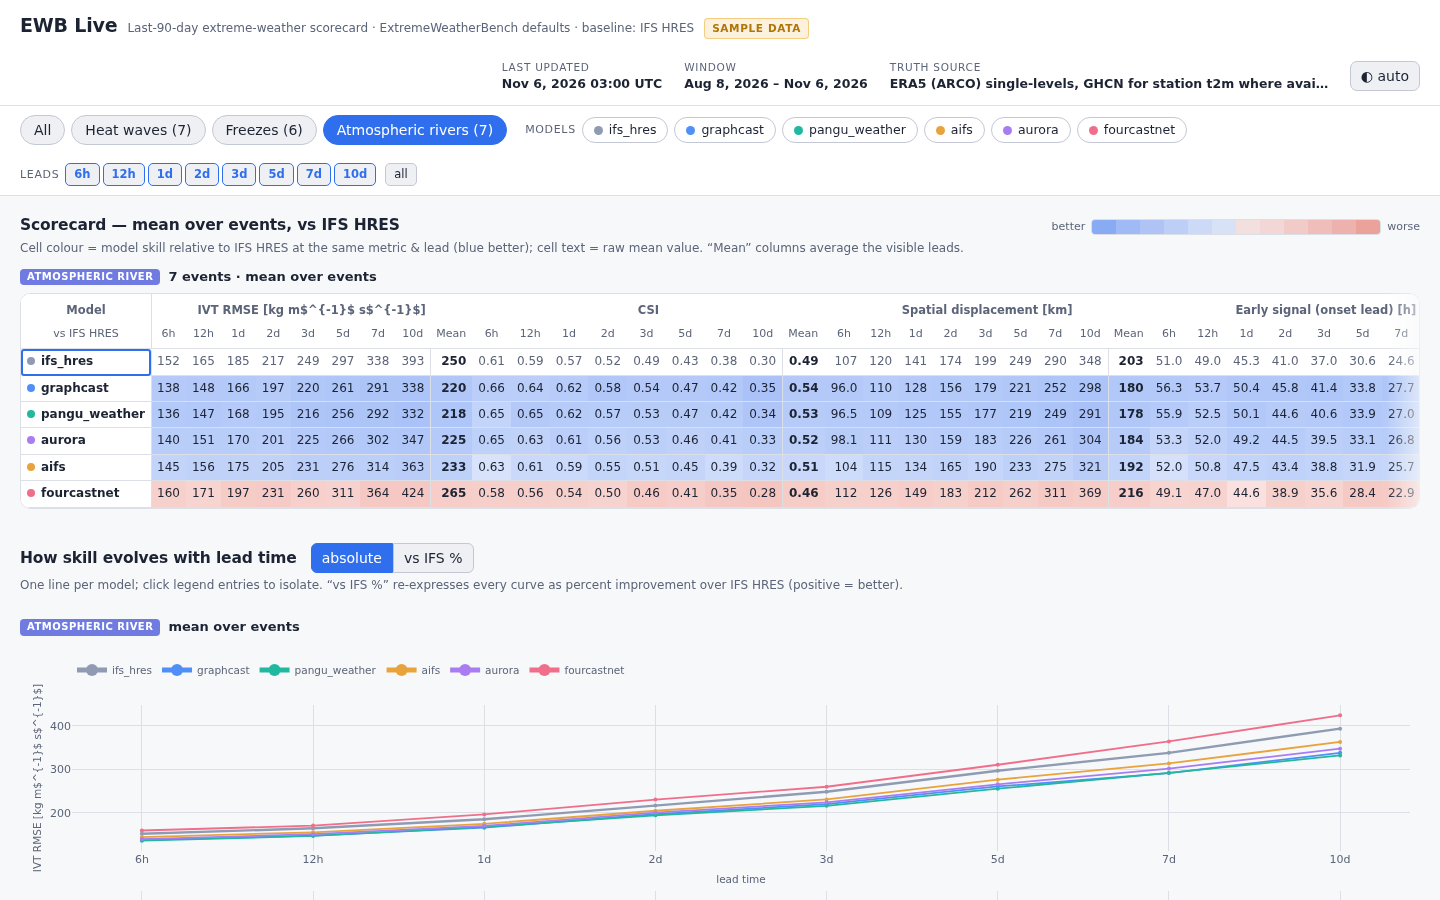 EWB Live Last-90-day extreme-weather scorecard · ExtremeWeatherBench defaults · baseline: IFS HRES SAMPLE DATA
LAST UPDATED WINDOW TRUTH SOURCE
Nov 6, 2026 03:00 UTC Aug 8, 2026 – Nov 6, 2026 ERA5 (ARCO) single-levels, GHCN for station t2m where avai… ◐ auto
All Heat waves (7) Freezes (6) Atmospheric rivers (7) MODELS ifs_hres graphcast pangu_weather aifs aurora fourcastnet
LEADS 6h 12h 1d 2d 3d 5d 7d 10d all
Scorecard — mean over events, vs IFS HRES better worse
Cell colour = model skill relative to IFS HRES at the same metric & lead (blue better); cell text = raw mean value. “Mean” columns average the visible leads.
ATMOSPHERIC RIVER 7 events · mean over events
Model IVT RMSE [kg m$^{-1}$ s$^{-1}$] CSI Spatial displacement [km] Early signal (onset lead) [h]
vs IFS HRES 6h 12h 1d 2d 3d 5d 7d 10d Mean 6h 12h 1d 2d 3d 5d 7d 10d Mean 6h 12h 1d 2d 3d 5d 7d 10d Mean 6h 12h 1d 2d 3d 5d 7d
ifs_hres 152 165 185 217 249 297 338 393 250 0.61 0.59 0.57 0.52 0.49 0.43 0.38 0.30 0.49 107 120 141 174 199 249 290 348 203 51.0 49.0 45.3 41.0 37.0 30.6 24.6
graphcast 138 148 166 197 220 261 291 338 220 0.66 0.64 0.62 0.58 0.54 0.47 0.42 0.35 0.54 96.0 110 128 156 179 221 252 298 180 56.3 53.7 50.4 45.8 41.4 33.8 27.7
pangu_weather 136 147 168 195 216 256 292 332 218 0.65 0.65 0.62 0.57 0.53 0.47 0.42 0.34 0.53 96.5 109 125 155 177 219 249 291 178 55.9 52.5 50.1 44.6 40.6 33.9 27.0
aurora 140 151 170 201 225 266 302 347 225 0.65 0.63 0.61 0.56 0.53 0.46 0.41 0.33 0.52 98.1 111 130 159 183 226 261 304 184 53.3 52.0 49.2 44.5 39.5 33.1 26.8
aifs 145 156 175 205 231 276 314 363 233 0.63 0.61 0.59 0.55 0.51 0.45 0.39 0.32 0.51 104 115 134 165 190 233 275 321 192 52.0 50.8 47.5 43.4 38.8 31.9 25.7
fourcastnet 160 171 197 231 260 311 364 424 265 0.58 0.56 0.54 0.50 0.46 0.41 0.35 0.28 0.46 112 126 149 183 212 262 311 369 216 49.1 47.0 44.6 38.9 35.6 28.4 22.9
How skill evolves with lead time absolute vs IFS %
One line per model; click legend entries to isolate. “vs IFS %” re-expresses every curve as percent improvement over IFS HRES (positive = better).
ATMOSPHERIC RIVER mean over events
ifs_hres graphcast pangu_weather aifs aurora fourcastnet
IVT RMSE [kg m$^{-1}$ s$^{-1}$]
400
300
200
6h 12h 1d 2d 3d 5d 7d 10d
lead time